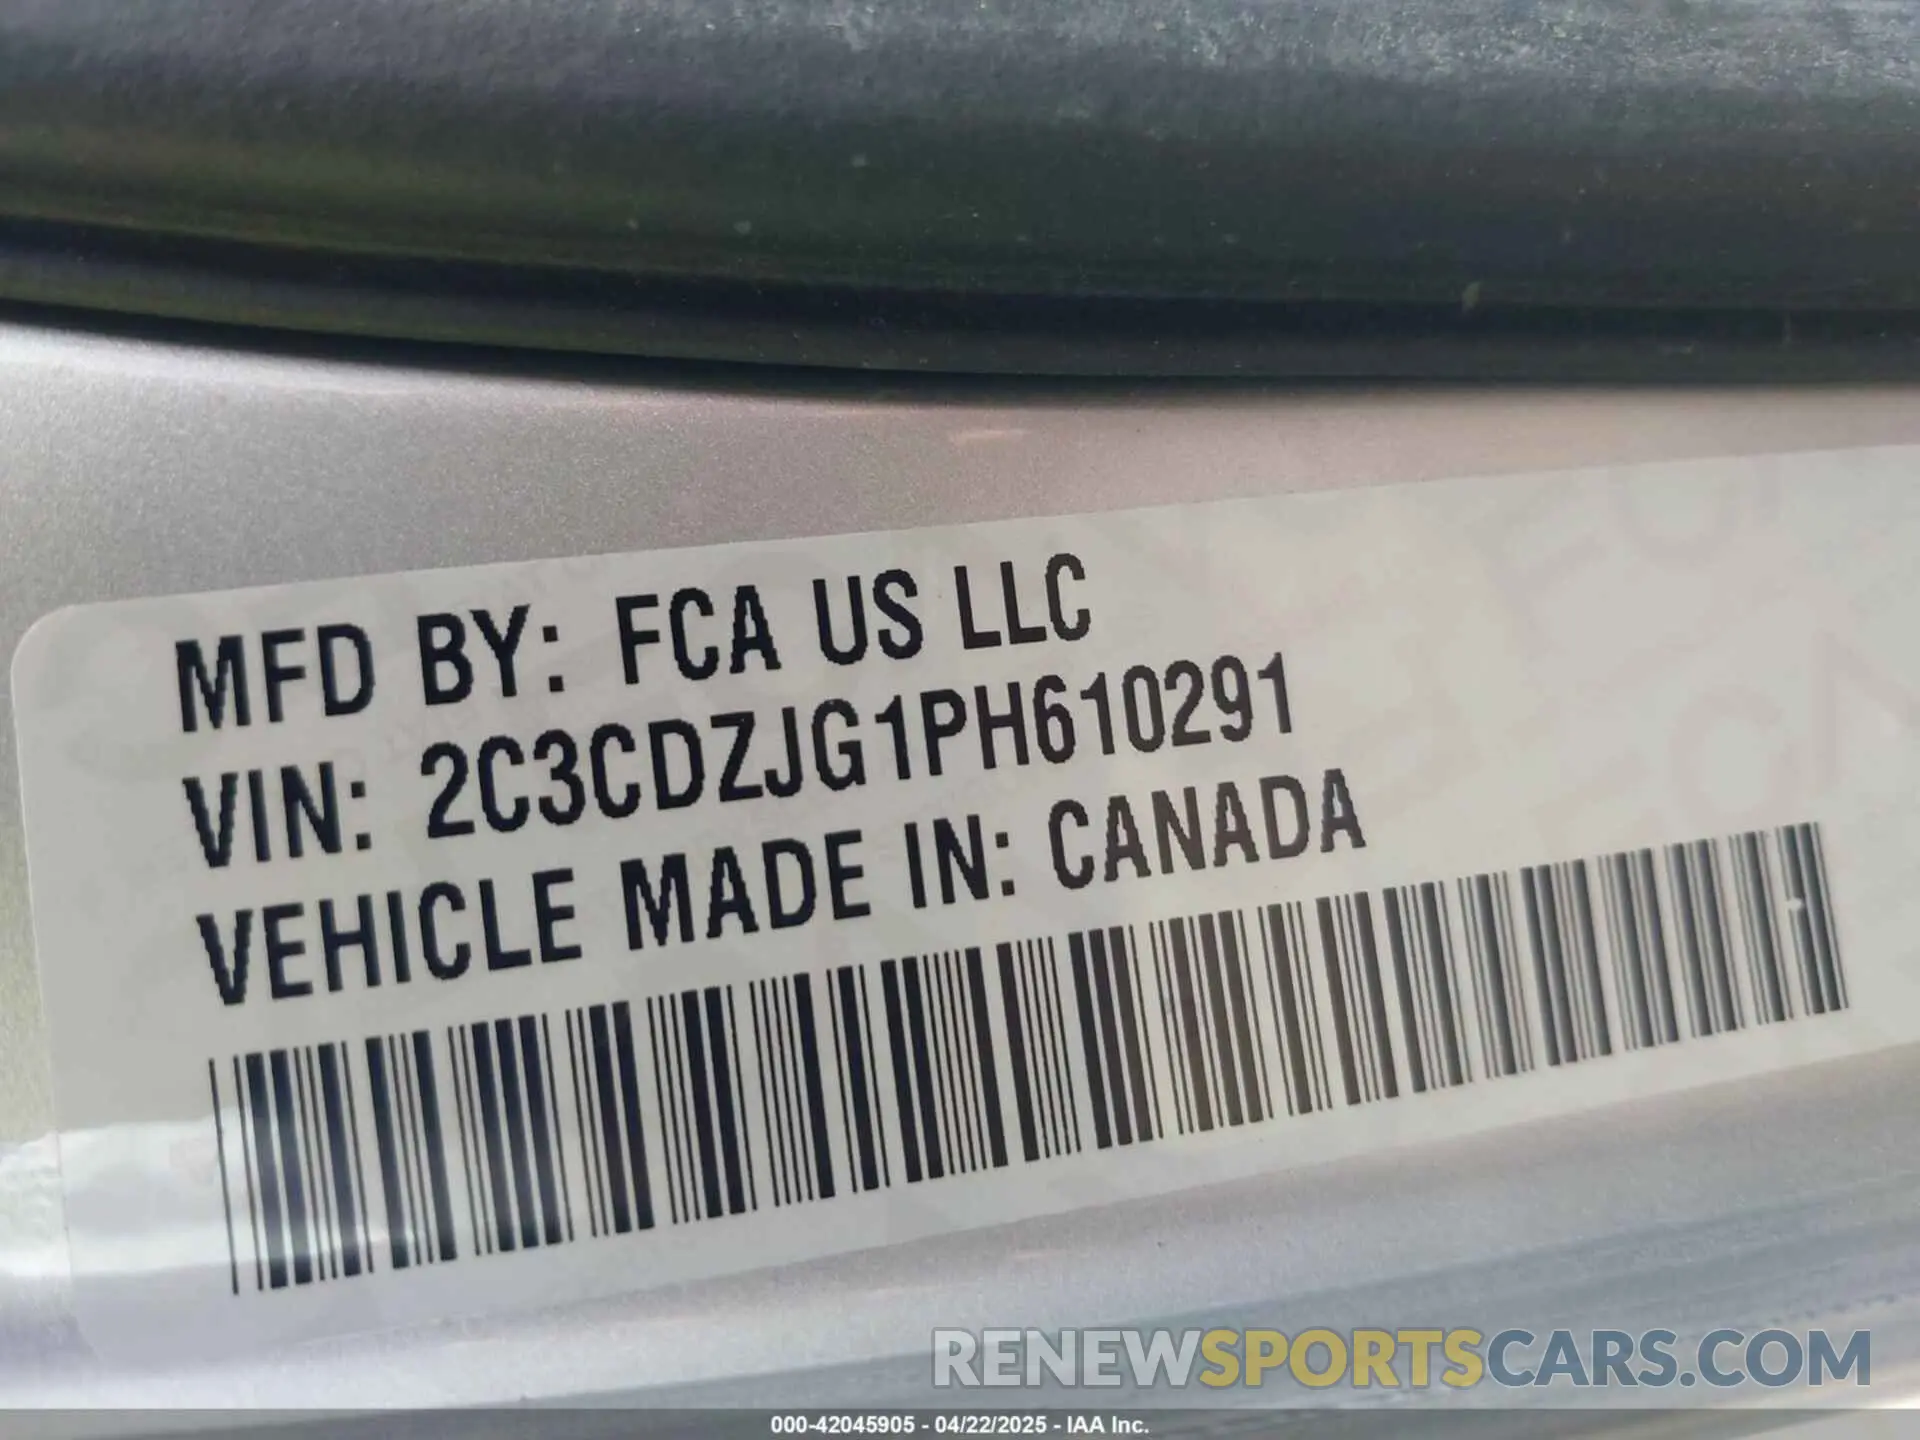 MFD BY: FCA US LLC
VIN: 2C3CDZJG1PH610291
VEHICLE MADE IN: CANADA
RENEWSPORTSCARS.COM
000-42045905 - 04/22/2025 - IAA Inc.